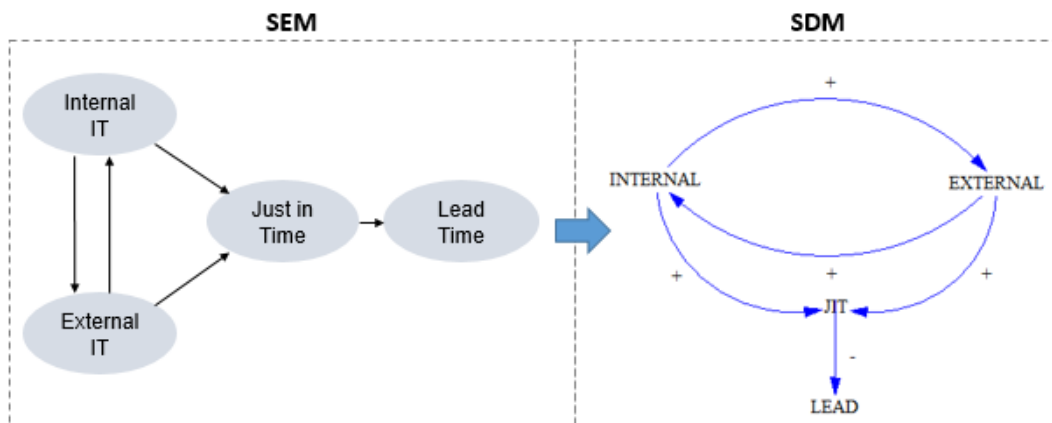 SEM
Internal
IT
Just in
Time
Lead
Time
External
IT
SDM
+
INTERNAL
EXTERNAL
+
+
+
JIT
-
LEAD